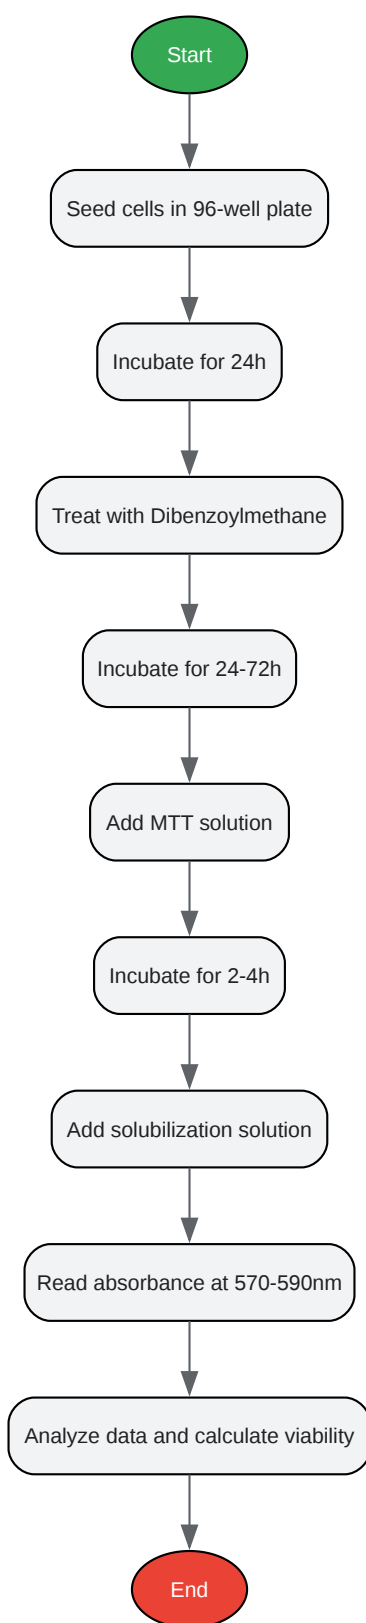 Start
Seed cells in 96-well plate
Incubate for 24h
Treat with Dibenzoylmethane
Incubate for 24-72h
Add MTT solution
Incubate for 2-4h
Add solubilization solution
Read absorbance at 570-590nm
Analyze data and calculate viability
End